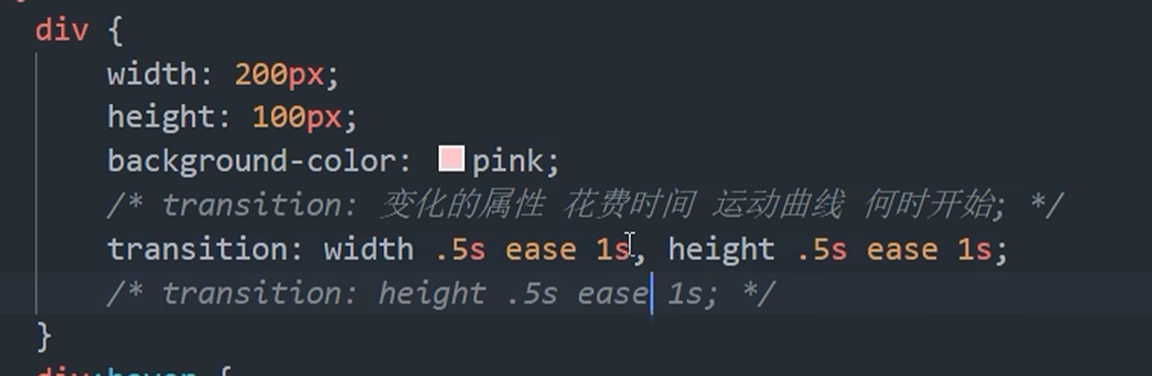 div {
width: 200px;
height: 100px;
background-color: pink;
/* transition: 变化的属性 花费时间 运动曲线 何时开始; */
transition: width .5s ease 1s, height .5s ease 1s;
/* transition: height .5s ease 1s; */
}
div:hover {